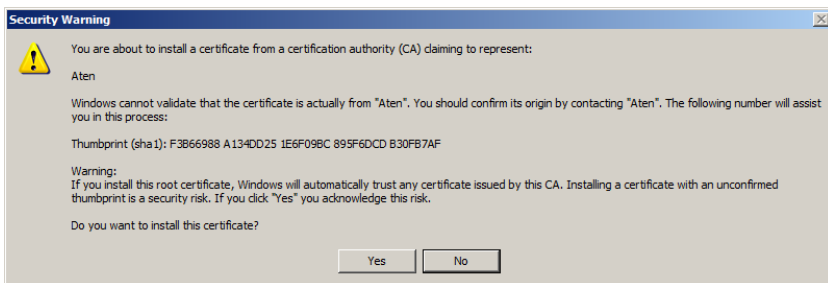 Security Warning
You are about to install a certificate from a certification authority (CA) claiming to represent:
Aten
Windows cannot validate that the certificate is actually from "Aten". You should confirm its origin by contacting "Aten". The following number will assist
you in this process:
Thumbprint (sha1): F3B66988 A134DD25 1E6F09BC 895F6DCD B30FB7AF
Warning:
If you install this root certificate, Windows will automatically trust any certificate issued by this CA. Installing a certificate with an unconfirmed
thumbprint is a security risk. If you click "Yes" you acknowledge this risk.
Do you want to install this certificate?
Yes
No